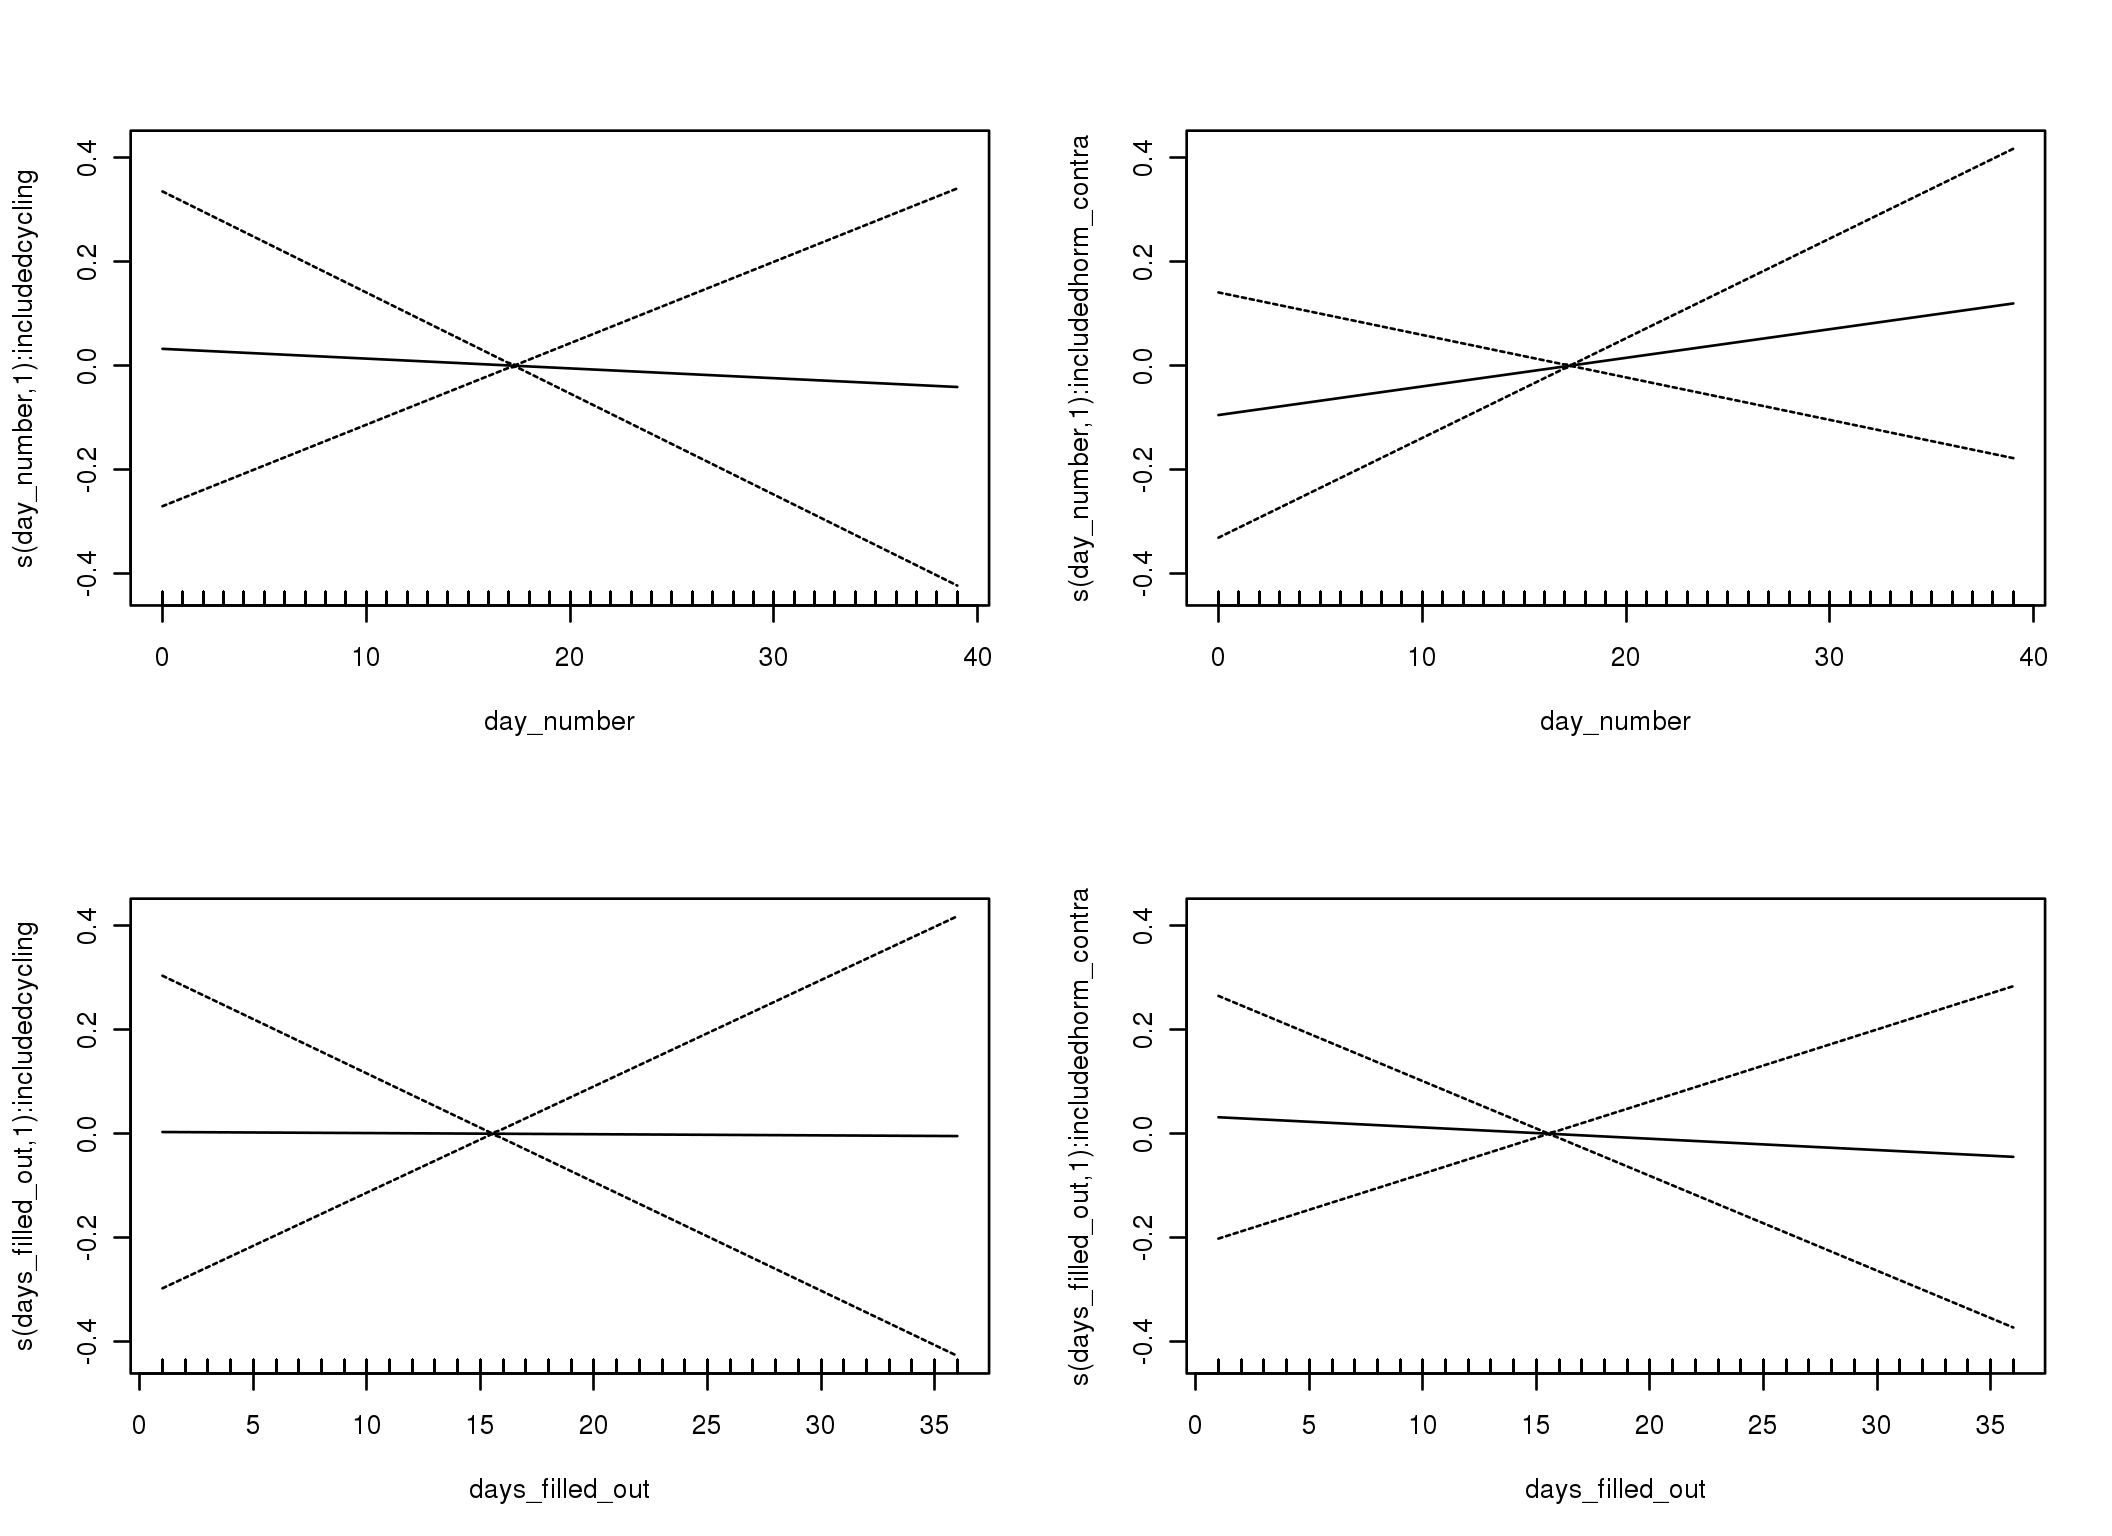 s(day_number,1):includedcycling
0.4
0.2
0.0
-0.2
-0.4
0 10 20 30 40
day_number
s(day_number,1):includedhorm_contra
0.4
0.2
0.0
-0.2
-0.4
0 10 20 30 40
day_number
s(days_filled_out,1):includedcycling
0.4
0.2
0.0
-0.2
-0.4
0 5 10 15 20 25 30 35
days_filled_out
s(days_filled_out,1):includedhorm_contra
0.4
0.2
0.0
-0.2
-0.4
0 5 10 15 20 25 30 35
days_filled_out